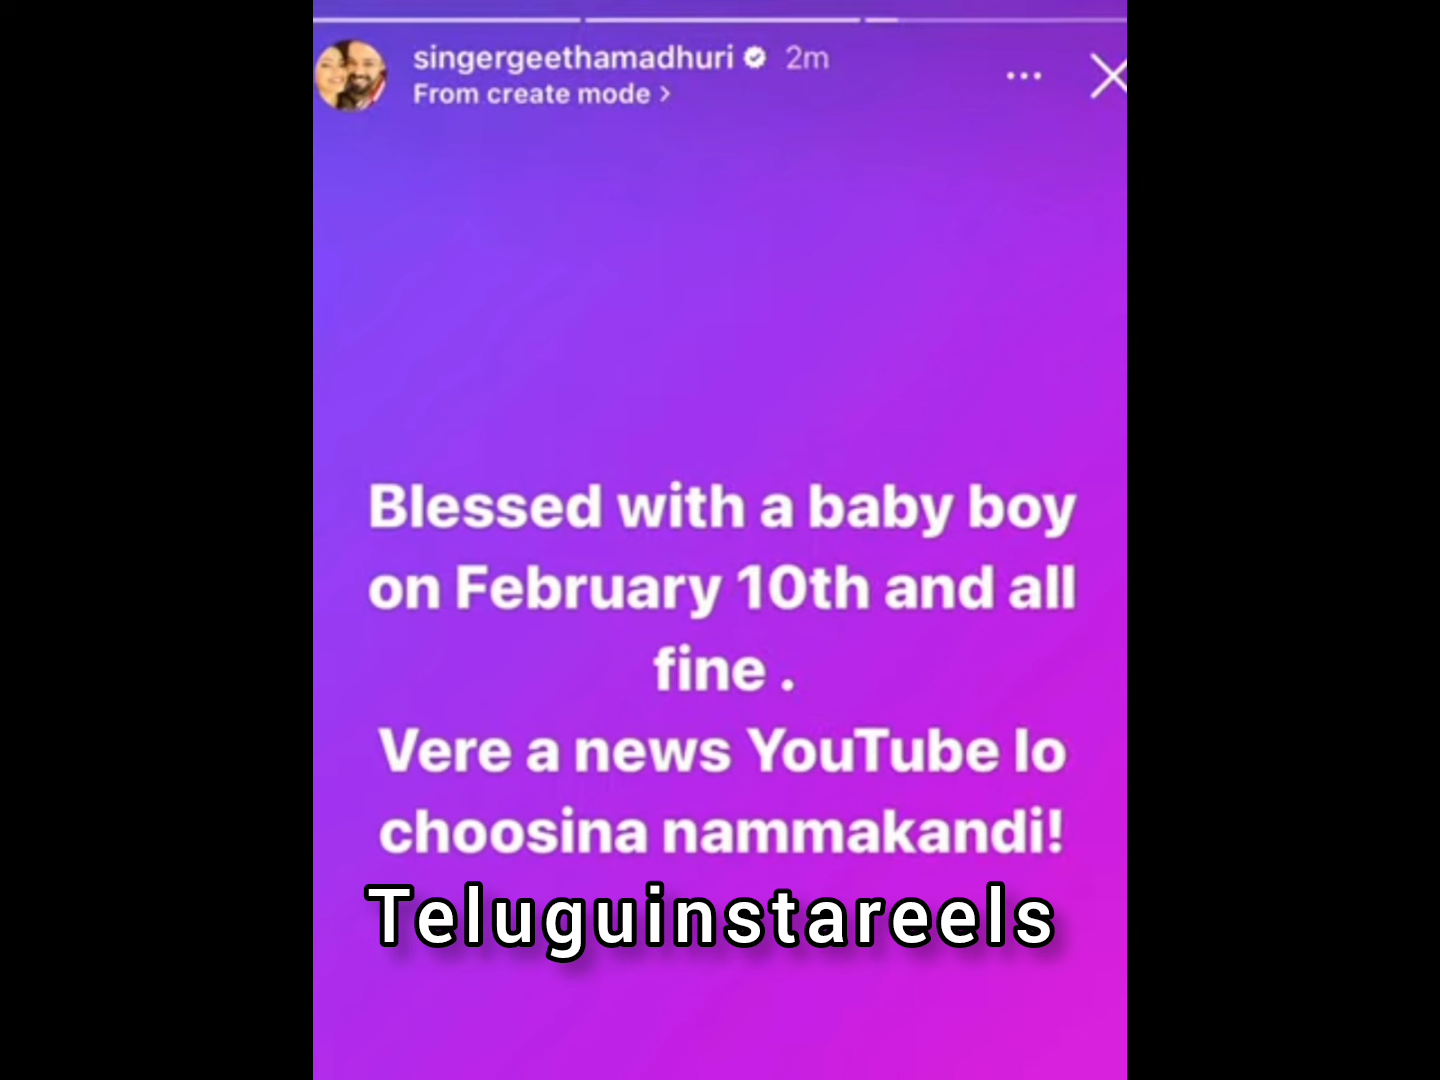 singergeethamadhuri 2m
From create mode >
Blessed with a baby boy
on February 10th and all
fine .
Vere a news YouTube lo
choosina nammakandi!
Teluguinstareels